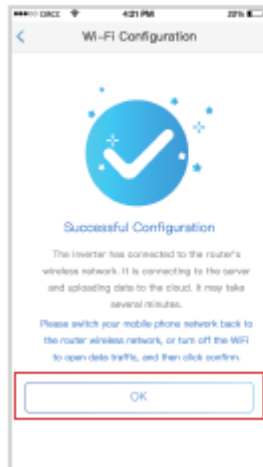 4:21 PM
Wi-Fi Configuration
Successful Configuration
The inverter has connected to the router's
wireless network. It is connecting to the server
and uploading data to the cloud. It may take
several minutes.
Please switch your mobile phone network back to
the router wireless network, or turn off the WiFi
to open data traffic, and then click confirm.
OK